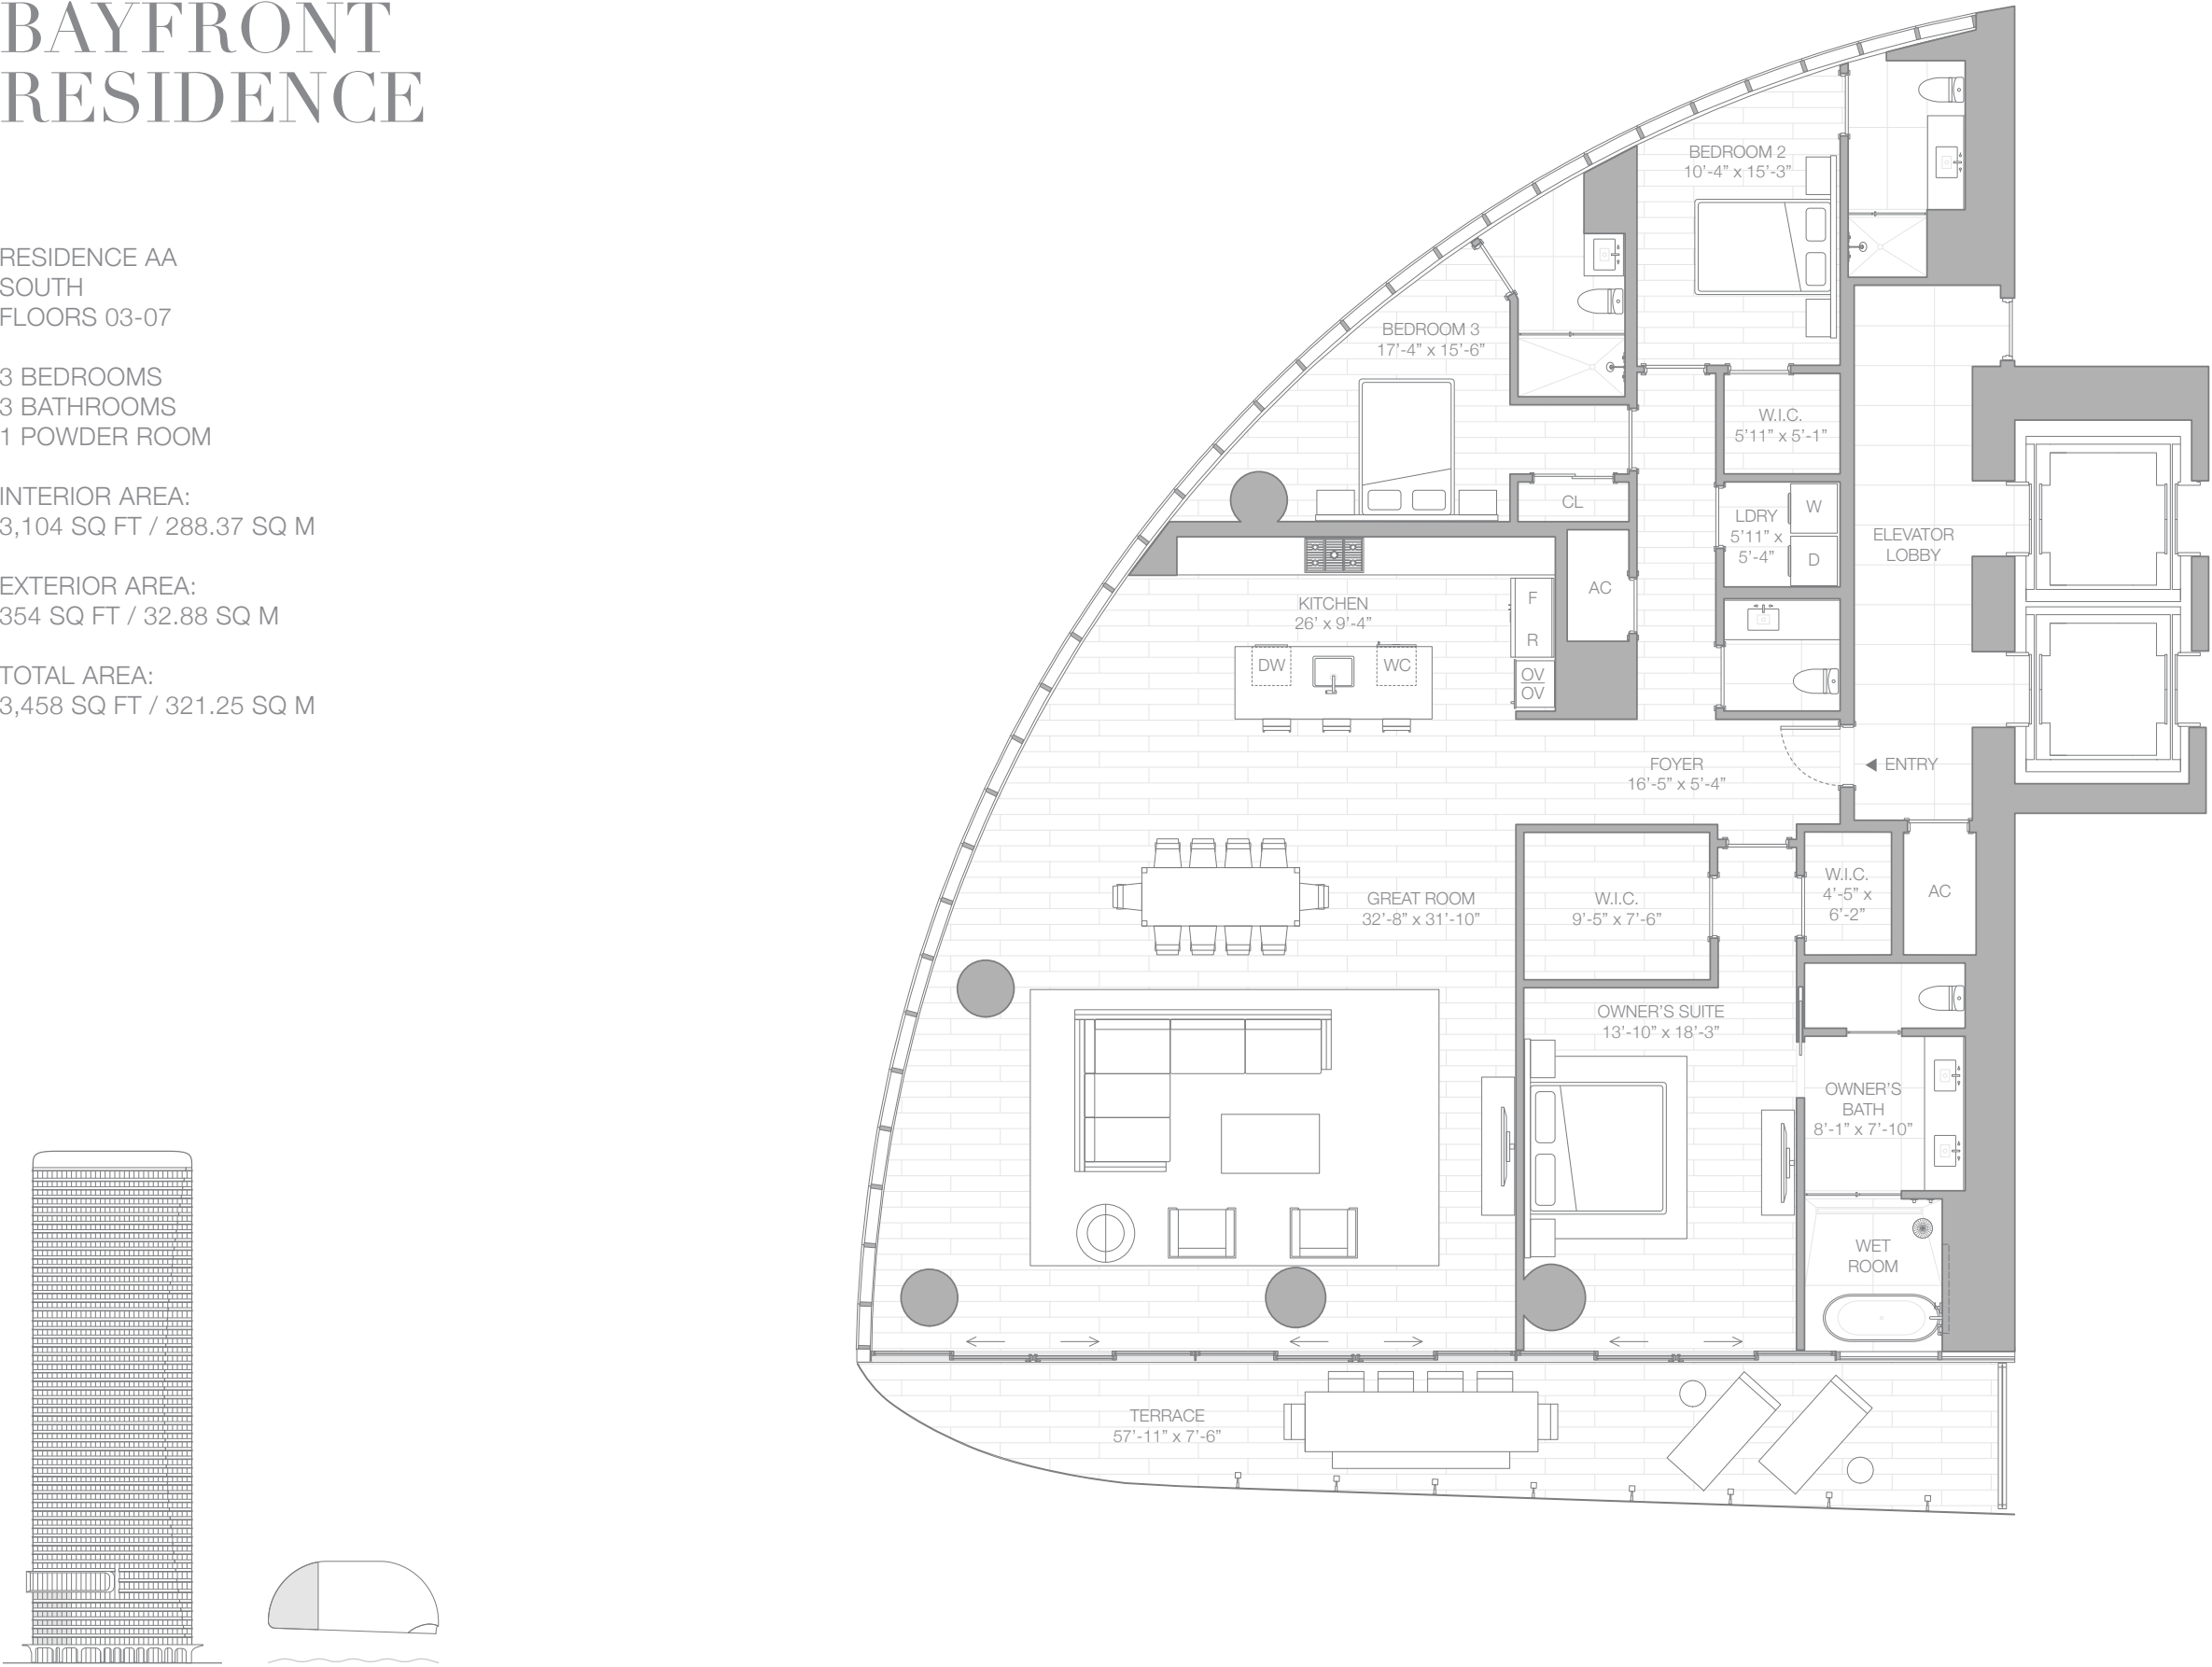 BAYFRONT
RESIDENCE
RESIDENCE AA
SOUTH
FLOORS 03-07
3 BEDROOMS
3 BATHROOMS
1 POWDER ROOM
INTERIOR AREA:
3,104 SQ FT / 288.37 SQ M
EXTERIOR AREA:
354 SQ FT / 32.88 SQ M
TOTAL AREA:
3,458 SQ FT / 321.25 SQ M
BEDROOM 2
10'-4” x 15'-3”
BEDROOM 3
17'-4” x 15'-6”
W.I.C.
5'11” x 5'-1”
CL
LDRY
5'11” x
5'-4”
W
D
ELEVATOR
LOBBY
AC
KITCHEN
26' x 9'-4”
F
R
DW
WC
OV
OV
FOYER
16'-5” x 5'-4”
ENTRY
GREAT ROOM
32'-8” x 31'-10”
W.I.C.
9'-5” x 7'-6”
W.I.C.
4'-5” x
6'-2”
AC
OWNER'S SUITE
13'-10” x 18'-3”
OWNER'S
BATH
8'-1” x 7'-10”
WET
ROOM
TERRACE
57'-11” x 7'-6”